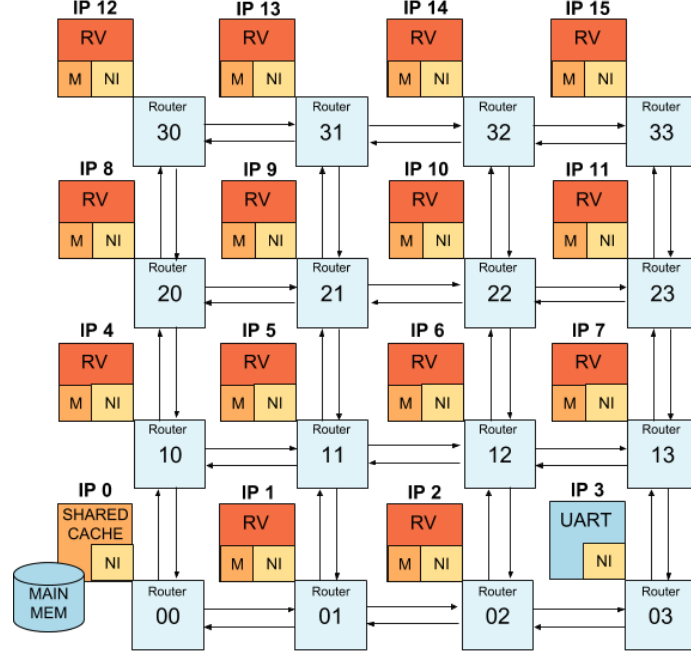 IP 12 IP 13 IP 14 IP 15
RV RV RV RV
M NI M NI M NI M NI
Router Router Router Router
30 31 32 33
IP 8 IP 9 IP 10 IP 11
RV RV RV RV
M NI M NI M NI M NI
Router Router Router Router
20 21 22 23
IP 4 IP 5 IP 6 IP 7
RV RV RV RV
M NI M NI M NI M NI
Router Router Router Router
10 11 12 13
IP 0 IP 1 IP 2 IP 3
SHARED
CACHE RV RV UART
NI M NI M NI NI
Router Router Router Router
00 01 02 03
MAIN
MEM